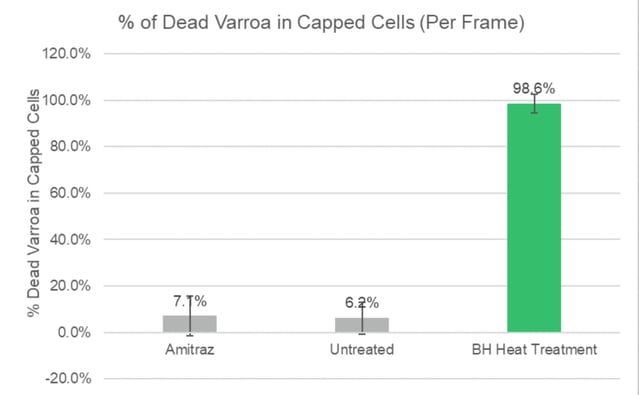 % of Dead Varroa in Capped Cells (Per Frame)
% Dead Varroa in Capped Cells
120.0%
100.0%
80.0%
60.0%
40.0%
20.0%
0.0%
-20.0%
7.1%
6.2%
98.6%
Amitraz
Untreated
BH Heat Treatment